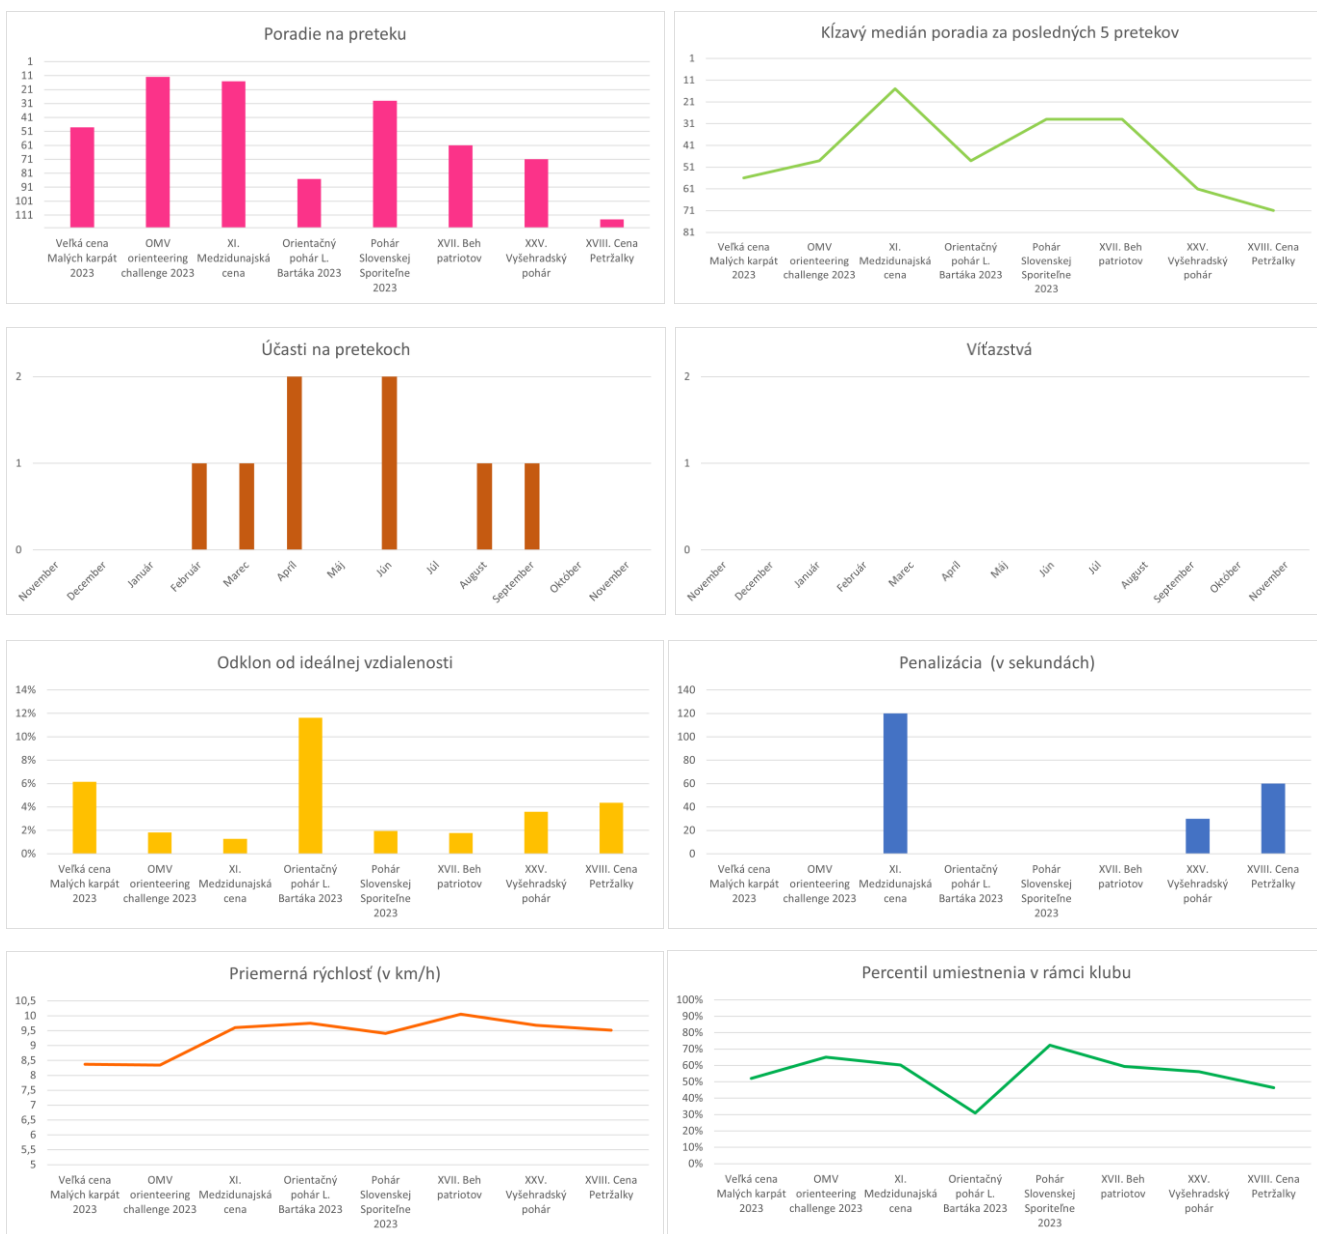 Poradie na preteku
1
11
21
31
41
51
61
71
81
91
101
111
Veľká cena
Malých karpát
2023
OMV
orienteering
challenge 2023
XI.
Medzidunajská
cena
Orientačný
pohár L.
Bartáka 2023
Pohár
Slovenskej
Sporiteľne
2023
XVII. Beh
patriotov
XXV.
Vyšehradský
pohár
XVIII. Cena
Petržalky
Kĺzavý medián poradia za posledných 5 pretekov
1
11
21
31
41
51
61
71
81
Veľká cena
Malých karpát
2023
OMV
orienteering
challenge 2023
XI.
Medzidunajská
cena
Orientačný
pohár L.
Bartáka 2023
Pohár
Slovenskej
Sporiteľne
2023
XVII. Beh
patriotov
XXV.
Vyšehradský
pohár
XVIII. Cena
Petržalky
Účasti na pretekoch
2
1
0
November
December
Január
Február
Marec
Apríl
Máj
Jún
Júl
August
September
Október
November
Víťazstvá
2
1
0
November
December
Január
Február
Marec
Apríl
Máj
Jún
Júl
August
September
Október
November
Odklon od ideálnej vzdialenosti
14%
12%
10%
8%
6%
4%
2%
0%
Veľká cena
Malých karpát
2023
OMV
orienteering
challenge 2023
XI.
Medzidunajská
cena
Orientačný
pohár L.
Bartáka 2023
Pohár
Slovenskej
Sporiteľne
2023
XVII. Beh
patriotov
XXV.
Vyšehradský
pohár
XVIII. Cena
Petržalky
Penalizácia (v sekundách)
140
120
100
80
60
40
20
0
Veľká cena
Malých karpát
2023
OMV
orienteering
challenge 2023
XI.
Medzidunajská
cena
Orientačný
pohár L.
Bartáka 2023
Pohár
Slovenskej
Sporiteľne
2023
XVII. Beh
patriotov
XXV.
Vyšehradský
pohár
XVIII. Cena
Petržalky
Priemerná rýchlosť (v km/h)
10,5
10
9,5
9
8,5
8
7,5
7
6,5
6
5,5
5
Veľká cena
Malých karpát
2023
OMV
orienteering
challenge 2023
XI.
Medzidunajská
cena
Orientačný
pohár L.
Bartáka 2023
Pohár
Slovenskej
Sporiteľne
2023
XVII. Beh
patriotov
XXV.
Vyšehradský
pohár
XVIII. Cena
Petržalky
Percentil umiestnenia v rámci klubu
100%
90%
80%
70%
60%
50%
40%
30%
20%
10%
0%
Veľká cena
Malých karpát
2023
OMV
orienteering
challenge 2023
XI.
Medzidunajská
cena
Orientačný
pohár L.
Bartáka 2023
Pohár
Slovenskej
Sporiteľne
2023
XVII. Beh
patriotov
XXV.
Vyšehradský
pohár
XVIII. Cena
Petržalky